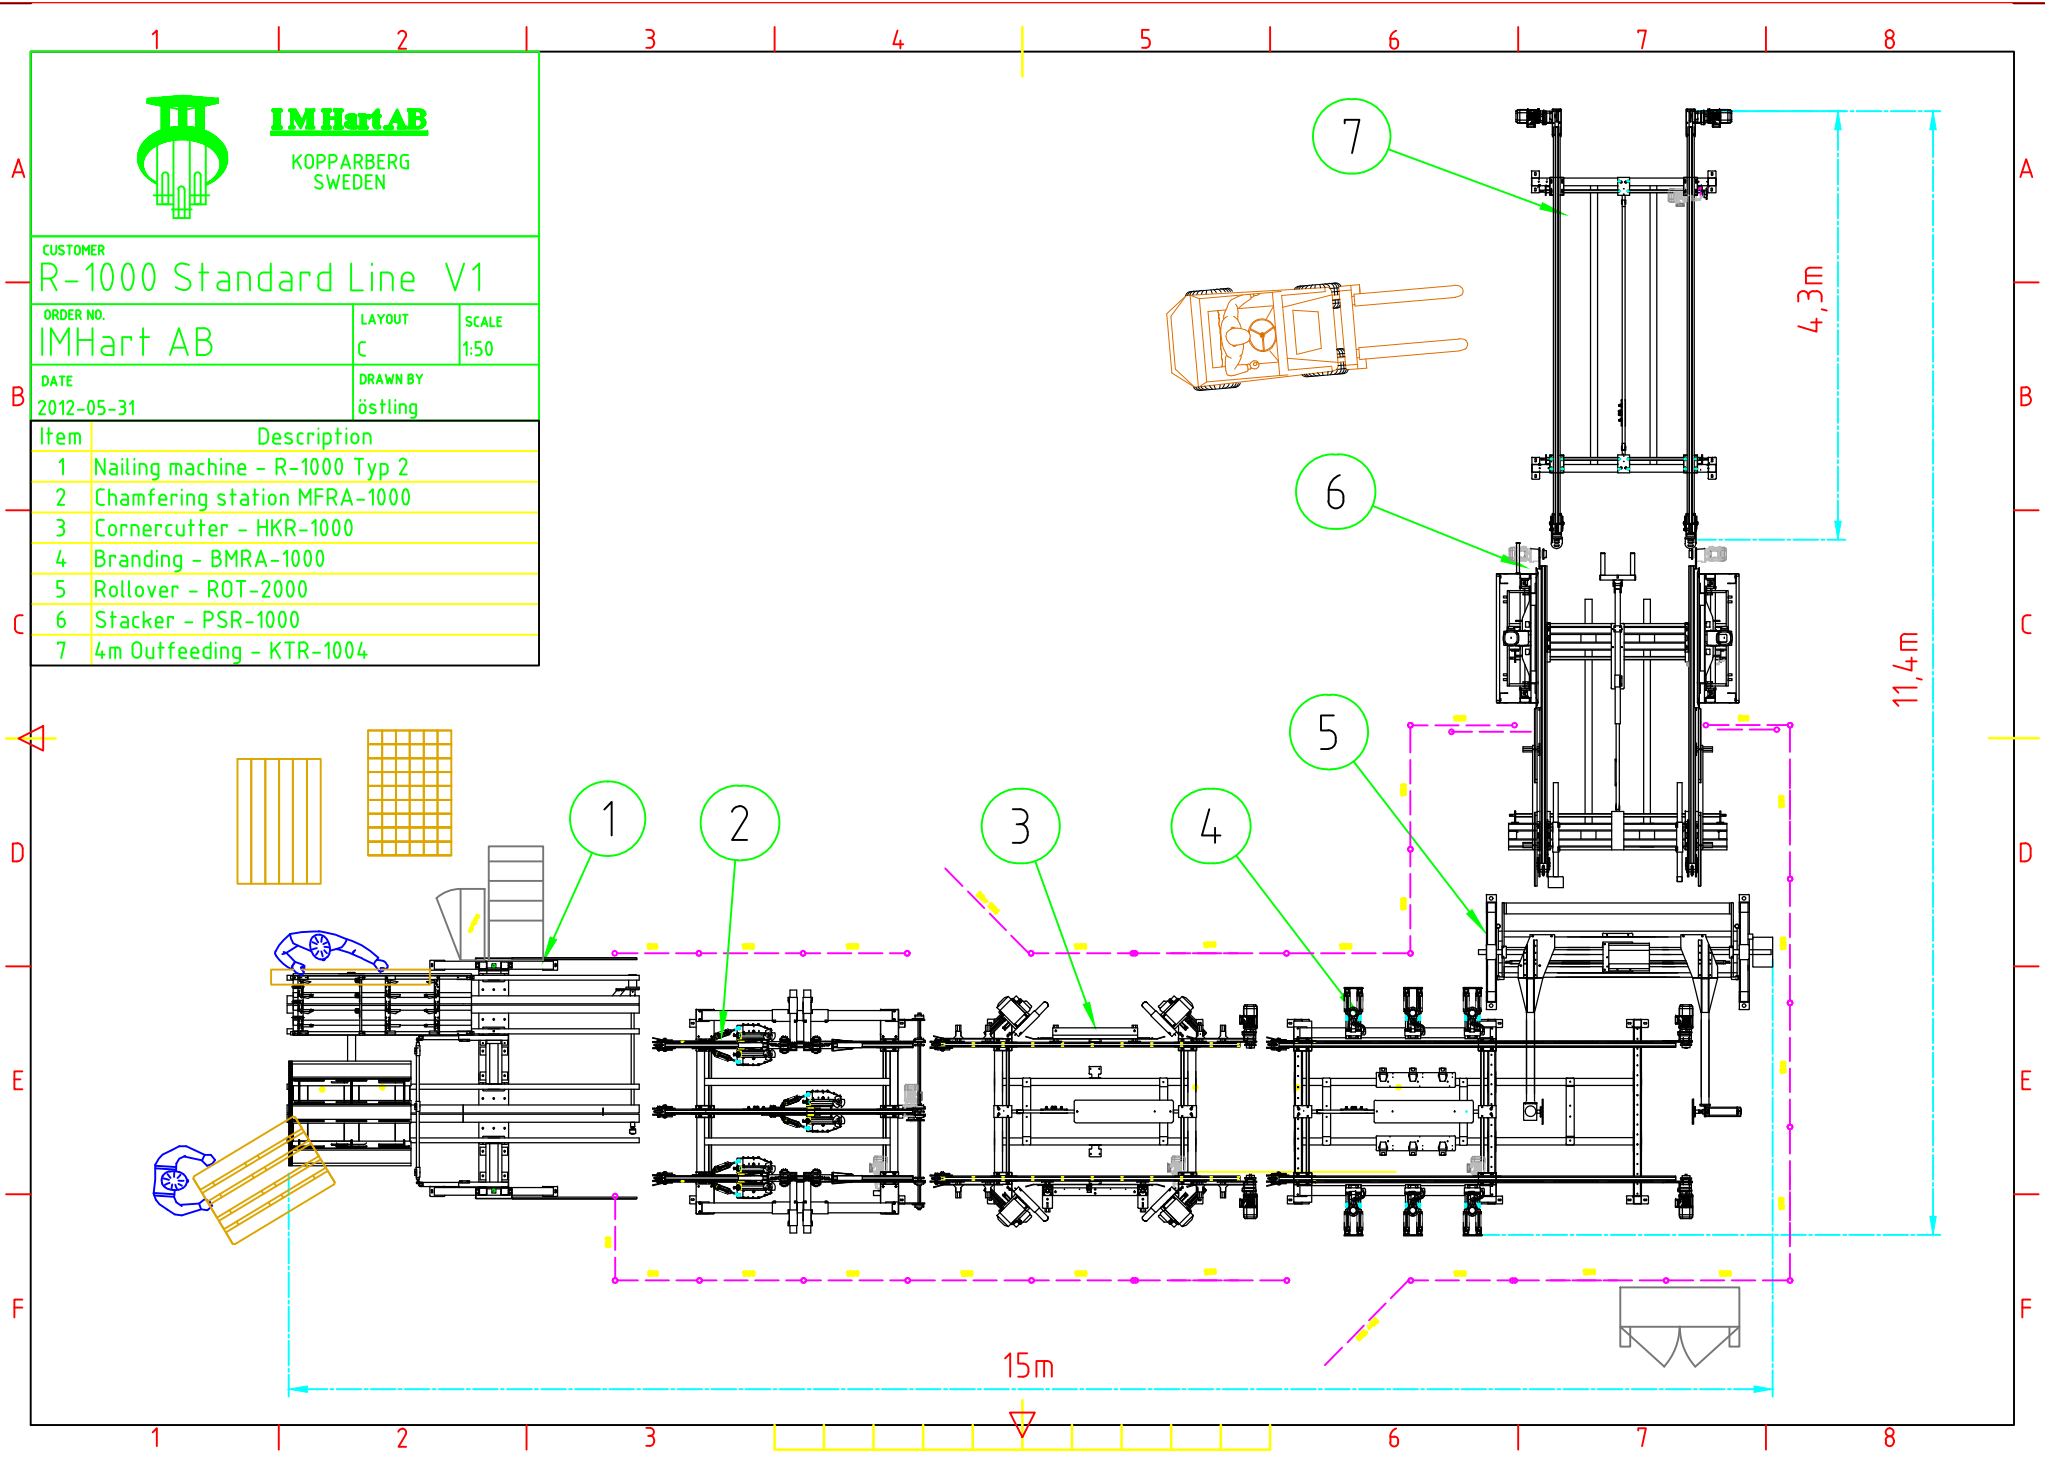 1 2 3 4 5 6 7 8
A A
I M Hart AB
KOPPARBERG
SWEDEN
CUSTOMER
R-1000 Standard Line V1
ORDER NO.
IMHart AB
LAYOUT
C
SCALE
1:50
DATE
2012-05-31
DRAWN BY
östling
Item Description
1 Nailing machine - R-1000 Typ 2
2 Chamfering station MFRA-1000
3 Cornercutter - HKR-1000
4 Branding - BMRA-1000
5 Rollover - ROT-2000
6 Stacker - PSR-1000
7 4m Outfeeding - KTR-1004
7
4,3m
B B
6
C C
11,4m
5
1
2
3
4
D D
E E
F F
15m
1 2 3 6 7 8